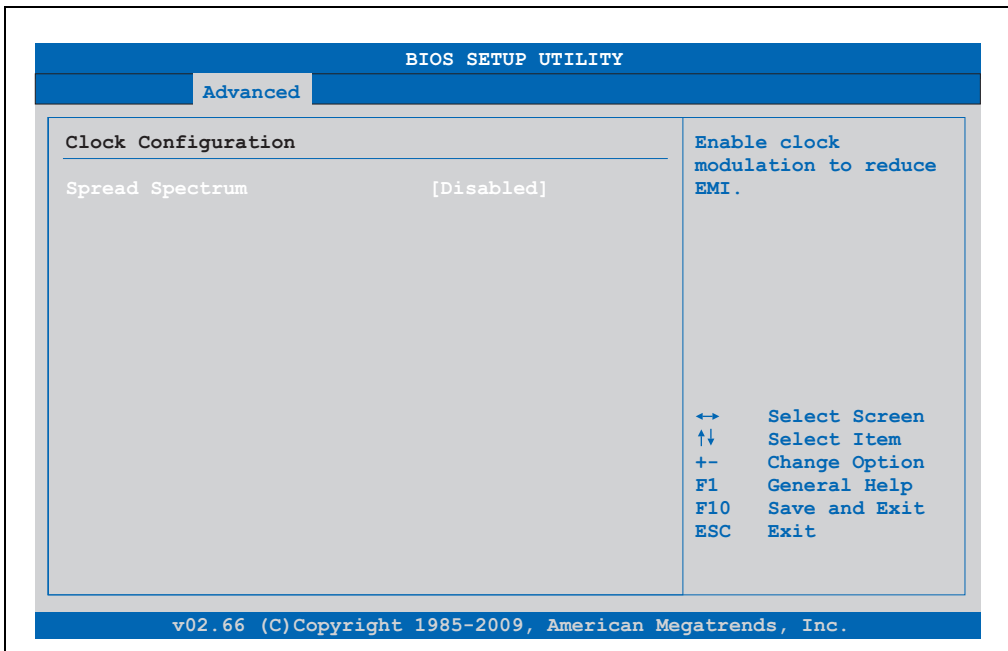 BIOS SETUP UTILITY
Advanced
Clock Configuration
Spread Spectrum [Disabled]
Enable clock
modulation to reduce
EMI.
↔ Select Screen
↑↓ Select Item
+- Change Option
F1 General Help
F10 Save and Exit
ESC Exit
v02.66 (C)Copyright 1985-2009, American Megatrends, Inc.